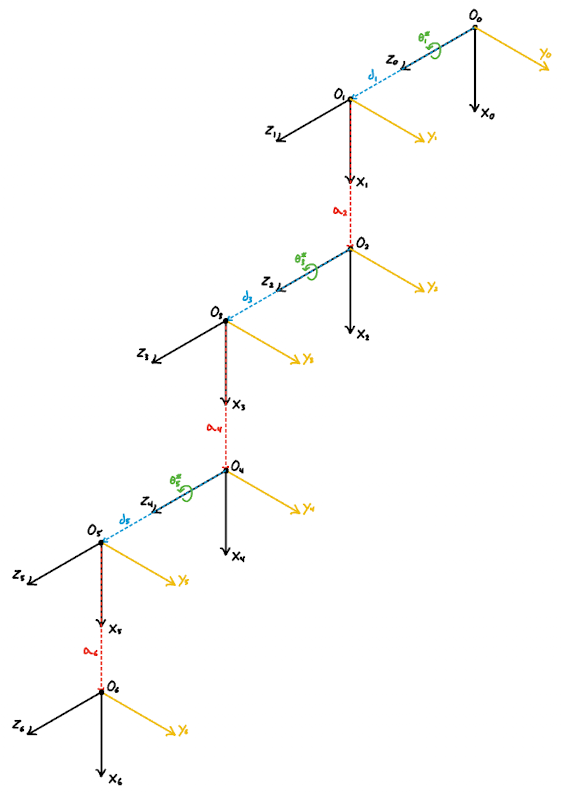 O₀
θ₁*
y₀
z₀
d₁
O₁
x₀
z₁
y₁
x₁
a₂
O₂
θ₃*
z₂
y₂
d₃
O₃
x₂
z₃
y₃
x₃
a₄
O₄
θ₅*
z₄
y₄
d₅
O₅
x₄
z₅
y₅
x₅
a₆
O₆
z₆
y₆
x₆